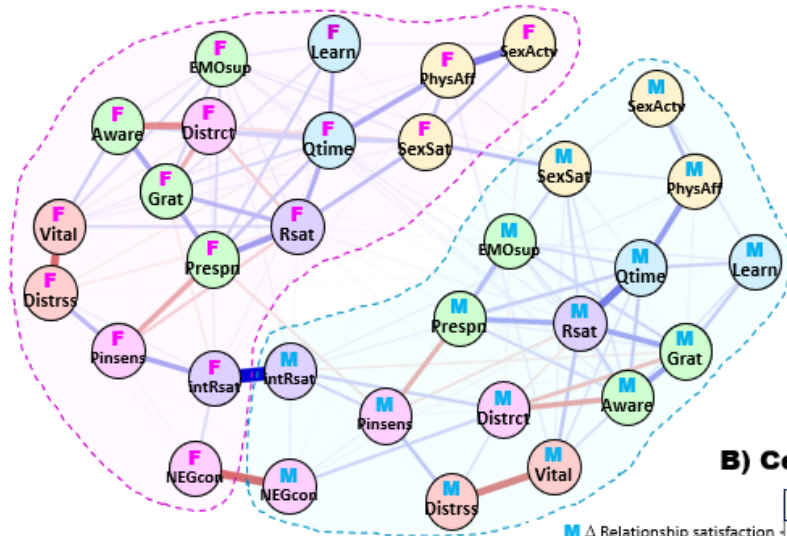 F Learn
F SexActv
F EMOsup
F PhysAff
M SexActv
F Aware
F Distrct
F Qtime
F SexSat
M SexSat
M PhysAff
F Grat
F Vital
F Rsat
M EMOsup
F Prespn
M Qtime
M Learn
F Distrss
M Prespn
M Rsat
F Pinsens
M Grat
F intRsat
M intRsat
M Aware
M Pinsens
M Distrct
F NEGcon
M NEGcon
M Vital
B) Ce
M Distrss
M Δ Relationship satisfaction